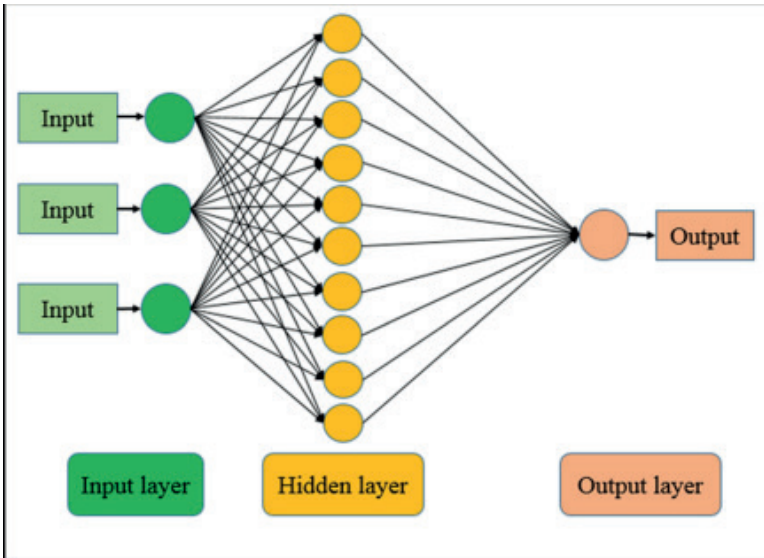 Input
Input
Output
Input
Input layer
Hidden layer
Output layer